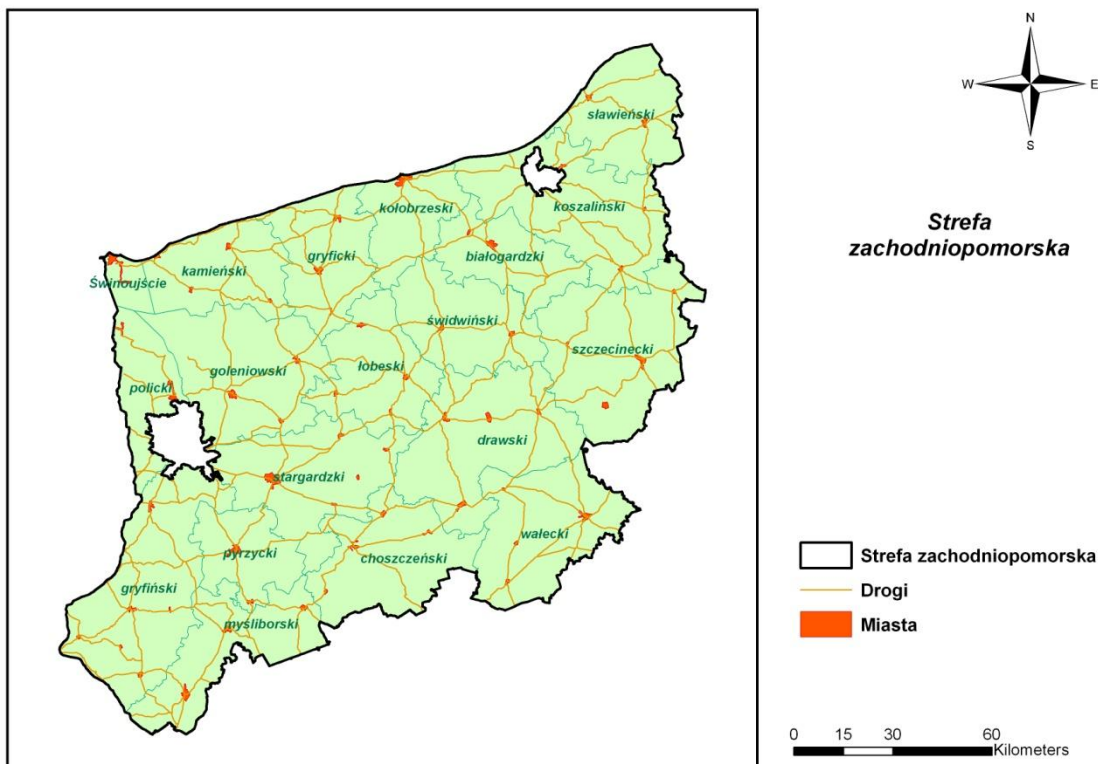 N
W E
S
Strefa
zachodniopomorska
sławieński
koszaliński
kołobrzeski
białogardzki
gryficki
kamieński
Świnoujście
świdwiński
szczecinecki
łobeski
goleniowski
policki
drawski
stargardzki
wałecki
pyrzycki
choszczeński
gryfiński
myśliborski
Strefa zachodniopomorska
Drogi
Miasta
0 15 30 60
Kilometers